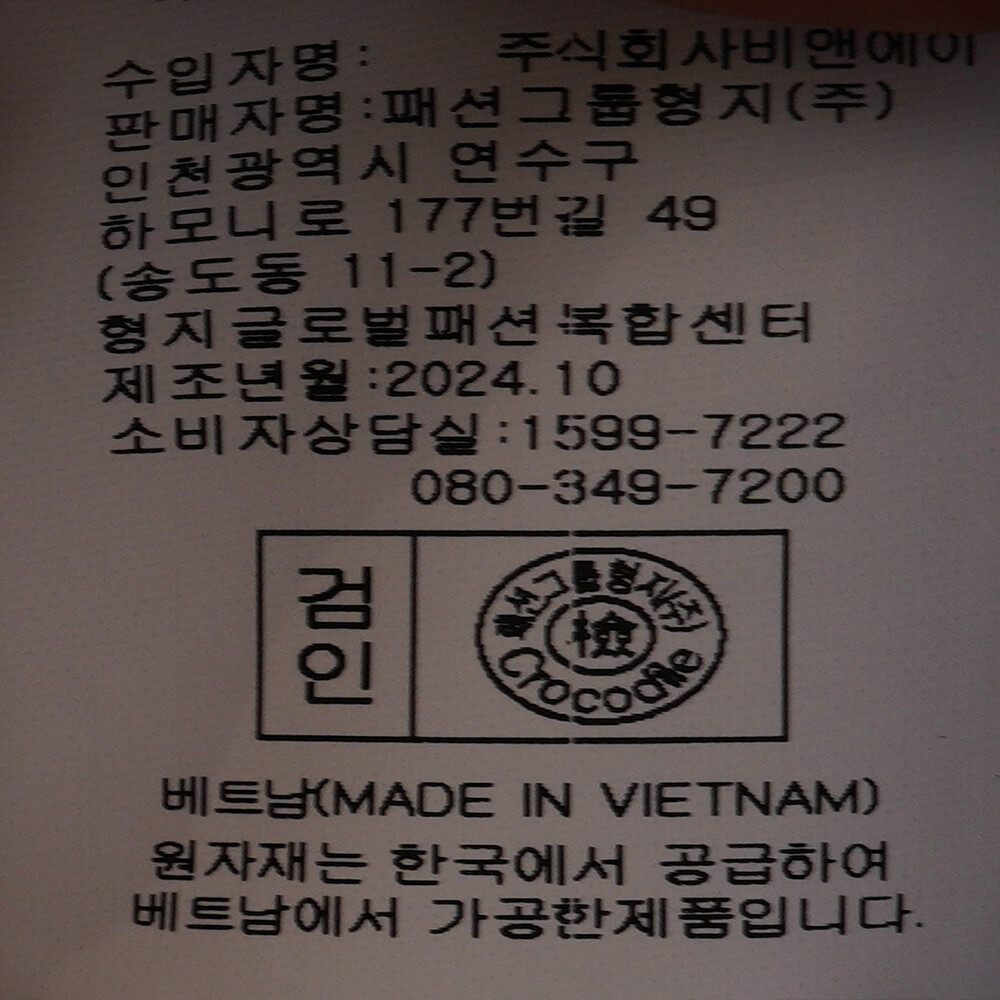 수입자명: 주식회사비앤에이
판매자명:패션그룹형지(주)
인천광역시 연수구
하모니로 177번길 49
(송도동 11-2)
형지글로벌패션복합센터
제조년월:2024.10
소비자상담실:1599-7222
080-349-7200
검인
패션그룹형지(주)
檢
Crocodile
베트남(MADE IN VIETNAM)
원자재는 한국에서 공급하여
베트남에서 가공한제품입니다.